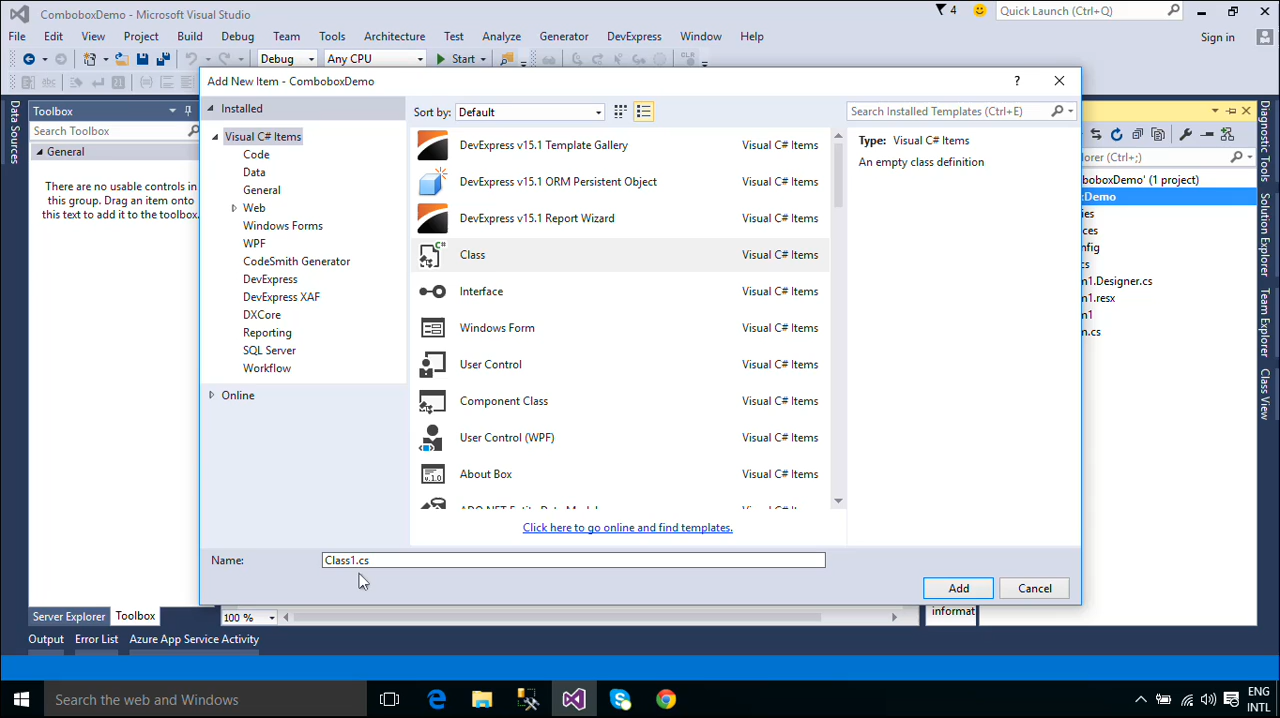 ComboboxDemo - Microsoft Visual Studio
4
Quick Launch (Ctrl+Q)
File Edit View Project Build Debug Team Tools Architecture Test Analyze Generator DevExpress Window Help
Sign in
Debug Any CPU Start
Data Sources
Toolbox
Search Toolbox
General
There are no usable controls in
this group. Drag an item onto
this text to add it to the toolbox.
Add New Item - ComboboxDemo
?
Installed
Sort by: Default
Search Installed Templates (Ctrl+E)
Visual C# Items
Code
Data
General
Web
Windows Forms
WPF
CodeSmith Generator
DevExpress
DevExpress XAF
DXCore
Reporting
SQL Server
Workflow
Online
DevExpress v15.1 Template Gallery Visual C# Items
DevExpress v15.1 ORM Persistent Object Visual C# Items
DevExpress v15.1 Report Wizard Visual C# Items
Class Visual C# Items
Interface Visual C# Items
Windows Form Visual C# Items
User Control Visual C# Items
Component Class Visual C# Items
User Control (WPF) Visual C# Items
About Box Visual C# Items
Click here to go online and find templates.
Type: Visual C# Items
An empty class definition
Name: Class1.cs
Add Cancel
orer (Ctrl+;)
boboxDemo' (1 project)
Demo
ies
ces
nfig
cs
m1.Designer.cs
m1.resx
m1
m.cs
Diagnostic Tools
Solution Explorer
Team Explorer
Class View
informat
Server Explorer Toolbox
100 %
Output Error List Azure App Service Activity
Search the web and Windows
ENG
INTL